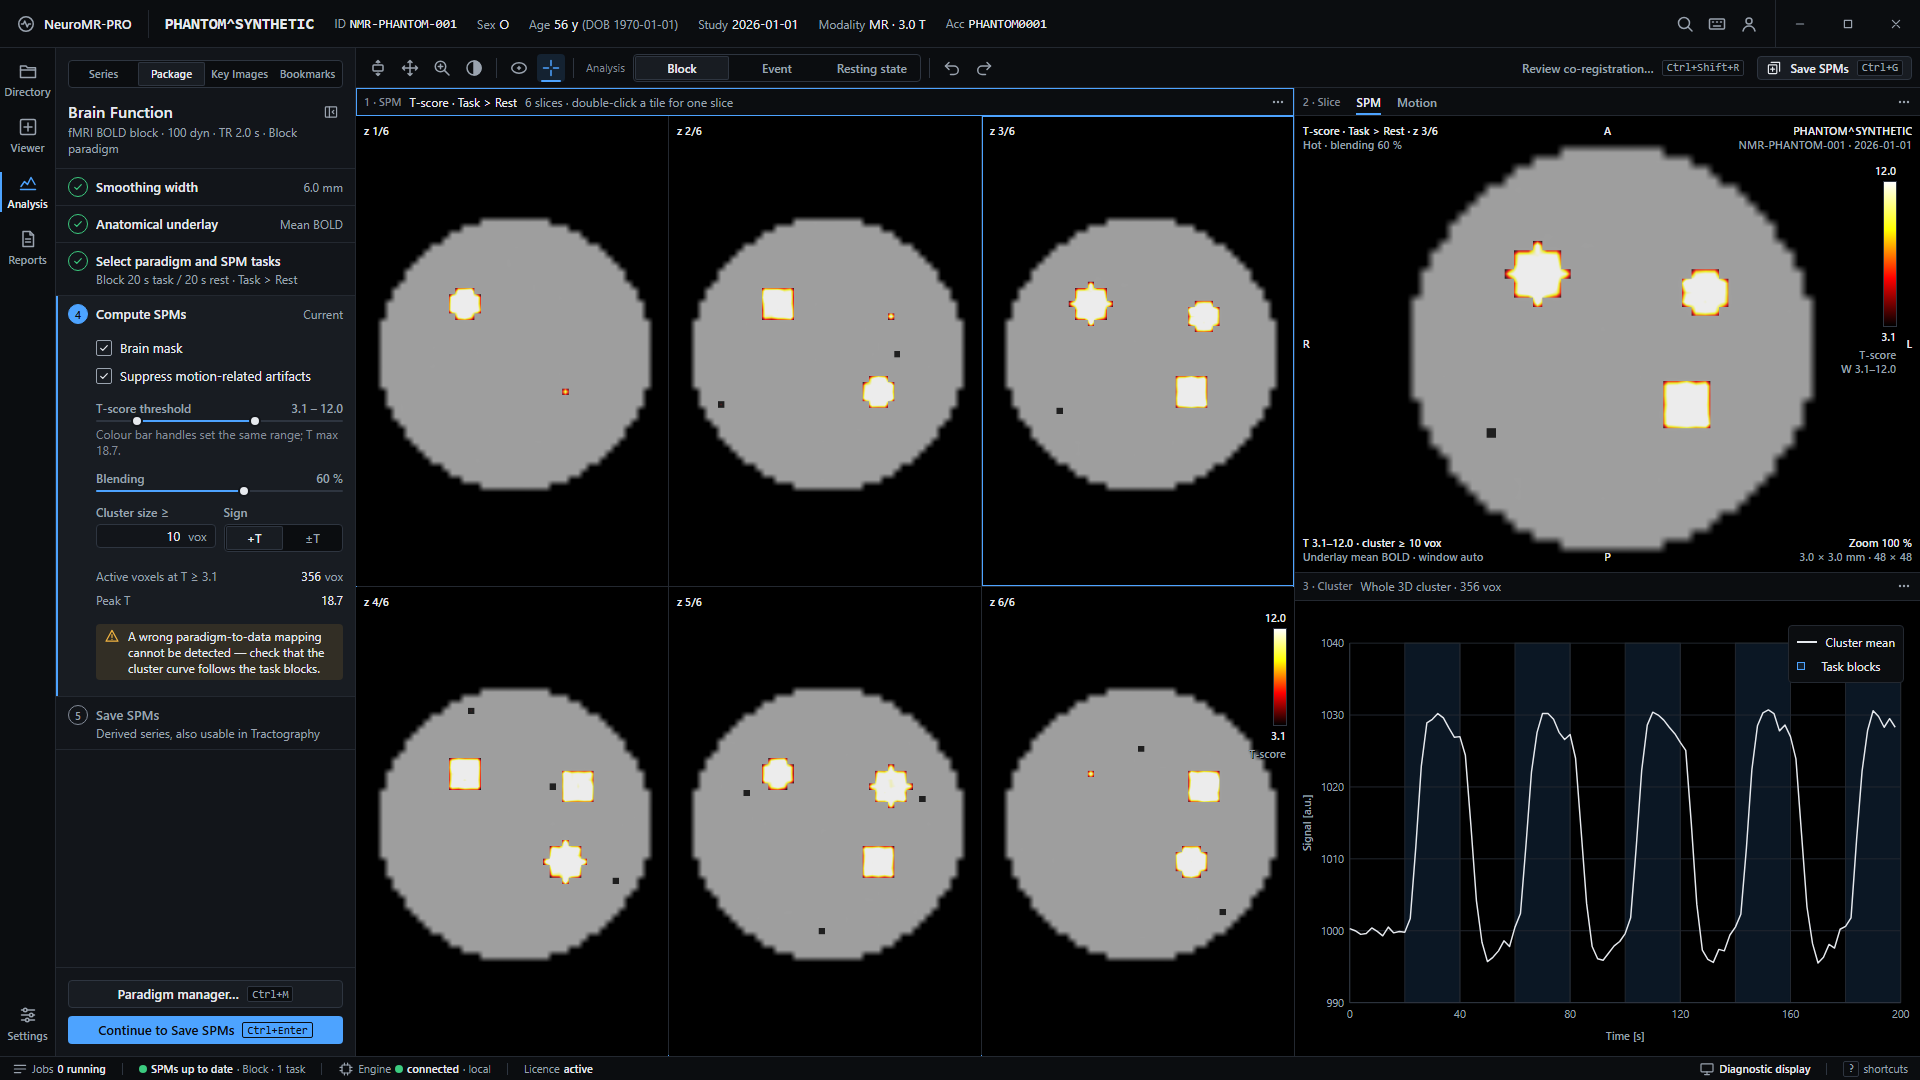 NeuroMR-PRO
PHANTOM^SYNTHETIC ID NMR-PHANTOM-001 Sex O Age 56 y (DOB 1970-01-01) Study 2026-01-01 Modality MR · 3.0 T Acc PHANTOM0001
Directory
Viewer
Analysis
Reports
Settings
Series Package Key Images Bookmarks
Brain Function
fMRI BOLD block · 100 dyn · TR 2.0 s · Block
paradigm
Smoothing width 6.0 mm
Anatomical underlay Mean BOLD
Select paradigm and SPM tasks
Block 20 s task / 20 s rest · Task > Rest
4 Compute SPMs Current
Brain mask
Suppress motion-related artifacts
T-score threshold 3.1 – 12.0
Colour bar handles set the same range; T max
18.7.
Blending 60 %
Cluster size ≥ Sign
10 vox +T ±T
Active voxels at T ≥ 3.1 356 vox
Peak T 18.7
A wrong paradigm-to-data mapping
cannot be detected — check that the
cluster curve follows the task blocks.
5 Save SPMs
Derived series, also usable in Tractography
Paradigm manager... Ctrl+M
Continue to Save SPMs Ctrl+Enter
Analysis Block Event Resting state
Review co-registration... Ctrl+Shift+R Save SPMs Ctrl+G
1 · SPM T-score · Task > Rest 6 slices · double-click a tile for one slice
z 1/6
z 2/6
z 3/6
z 4/6
z 5/6
z 6/6
12.0
3.1
T-score
2 · Slice SPM Motion
T-score · Task > Rest · z 3/6
Hot · blending 60 %
A
PHANTOM^SYNTHETIC
NMR-PHANTOM-001 · 2026-01-01
12.0
3.1
T-score
W 3.1–12.0
R
L
T 3.1–12.0 · cluster ≥ 10 vox
Underlay mean BOLD · window auto
P
Zoom 100 %
3.0 × 3.0 mm · 48 × 48
3 · Cluster Whole 3D cluster · 356 vox
Cluster mean
Task blocks
1040
1030
1020
1010
1000
990
Signal [a.u.]
0 40 80 120 160 200
Time [s]
Jobs 0 running SPMs up to date · Block · 1 task Engine connected · local Licence active
Diagnostic display ? shortcuts